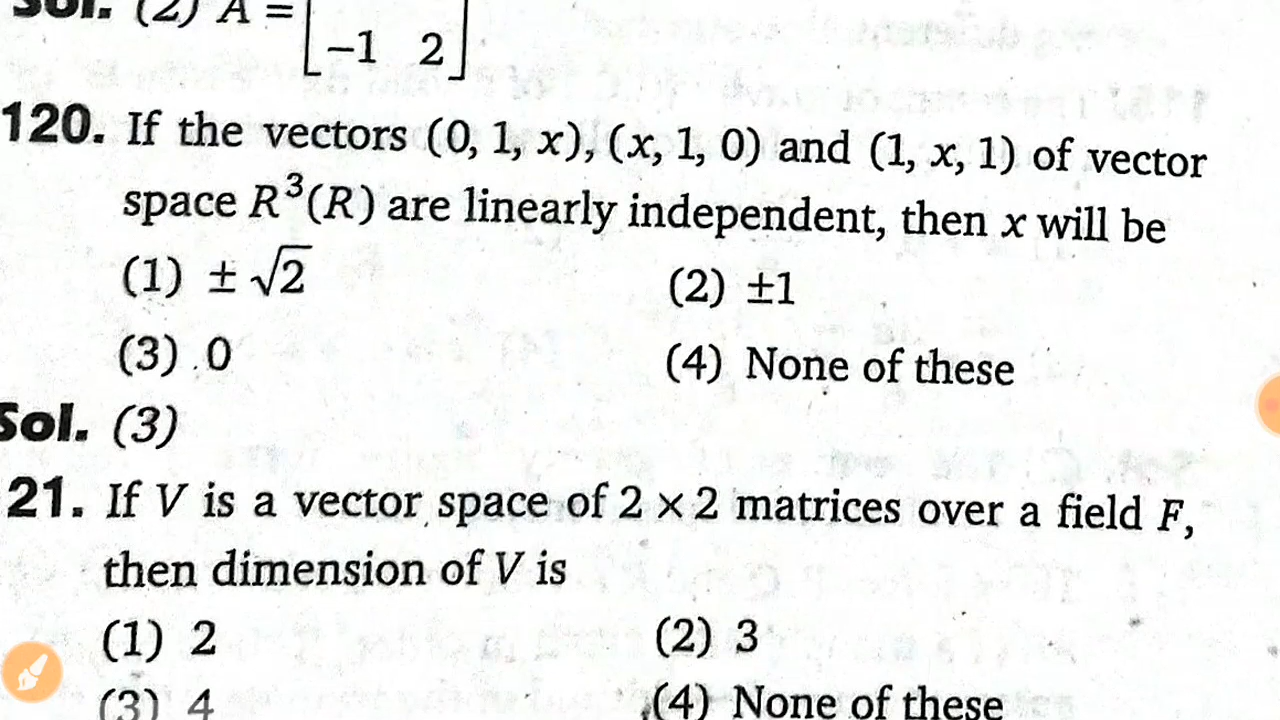 Sol. (2) A = [
−1 2]
120. If the vectors (0, 1, x), (x, 1, 0) and (1, x, 1) of vector
space R³(R) are linearly independent, then x will be
(1) ± √2 (2) ±1
(3) 0 (4) None of these
Sol. (3)
21. If V is a vector space of 2 × 2 matrices over a field F,
then dimension of V is
(1) 2 (2) 3
(3) 4 (4) None of these